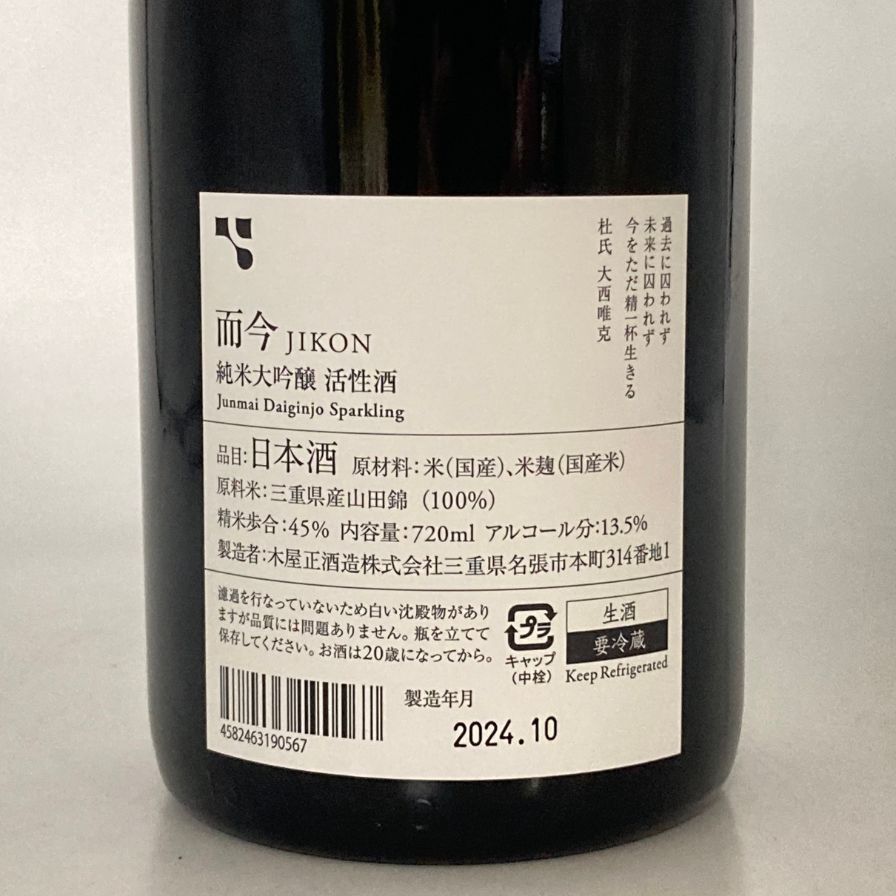 過去に囚われず
未来に囚われず
今をただ精一杯生きる
杜氏 大西唯克
而今 JIKON
純米大吟醸 活性酒
Junmai Daiginjo Sparkling
品目:日本酒 原材料:米(国産)、米麹(国産米)
原料米:三重県産山田錦 (100%)
精米歩合:45% 内容量:720ml アルコール分:13.5%
製造者:木屋正酒造株式会社三重県名張市本町314番地1
濾過を行なっていないため白い沈殿物があり
ますが品質には問題ありません。瓶を立てて
保存してください。お酒は20歳になってから。
プラ
キャップ
(中栓)
生酒
要冷蔵
Keep Refrigerated
4582463190567
製造年月
2024.10